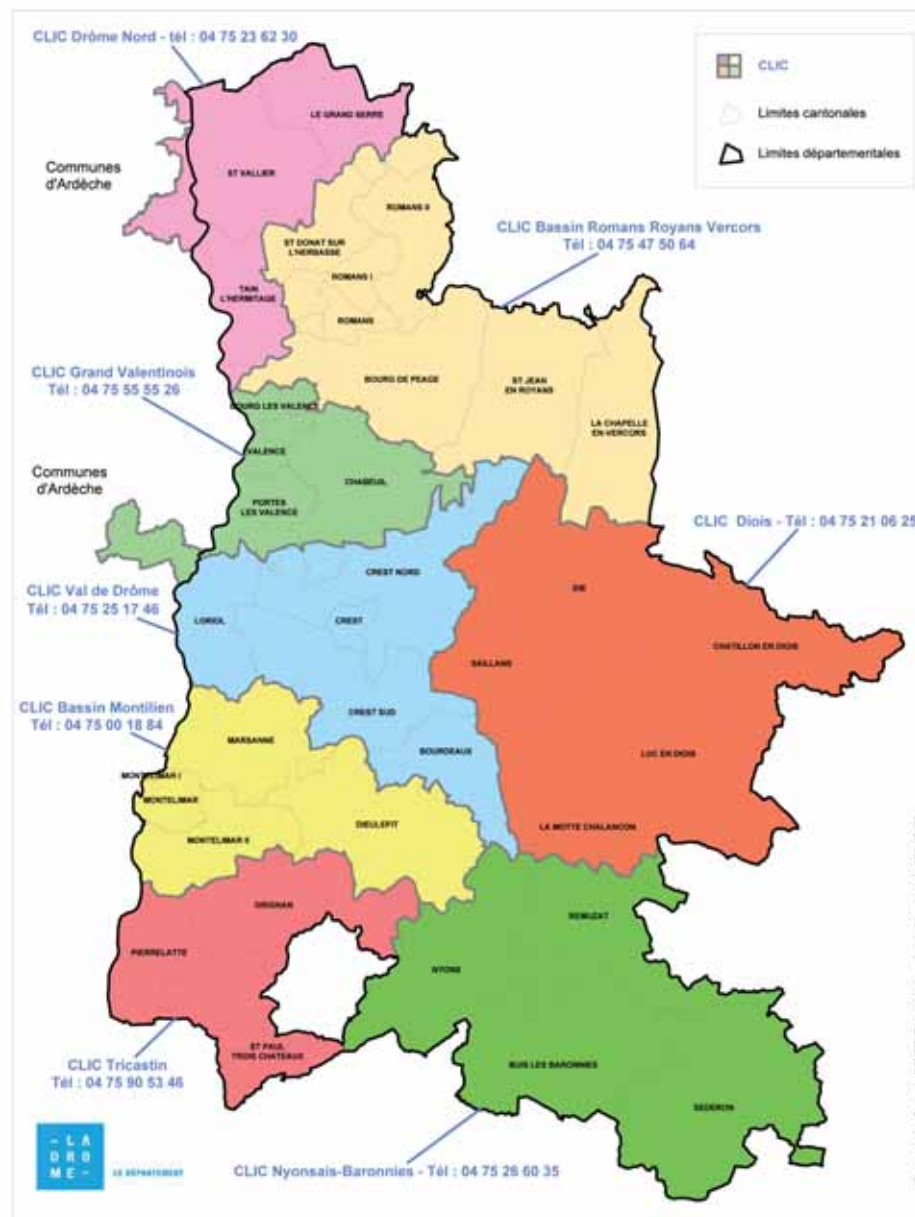 CLIC Drôme Nord - tél : 04 75 23 62 30
CLIC
Limites cantonales
Limites départementales
LE GRAND SERRE
Communes
d'Ardèche
ST VALLIER
ROMANS II
CLIC Bassin Romans Royans Vercors
Tél : 04 75 47 50 64
ST DONAT SUR
L'HERBASSE
ROMANS I
TAIN
L'HERMITAGE
ROMANS
CLIC Grand Valentinois
Tél : 04 75 55 55 26
BOURG DE PEAGE
ST JEAN
EN ROYANS
BOURG LES VALENCE
LA CHAPELLE
EN-VERCORS
VALENCE
Communes
d'Ardèche
CHABEUIL
PORTES
LES VALENCE
CLIC Diois - Tél : 04 75 21 06 25
CREST NORD
DIE
CLIC Val de Drôme
Tél : 04 75 25 17 46
LORIOL
CREST
CHATILLON EN DIOIS
SAILLANS
CLIC Bassin Montilien
Tél : 04 75 00 18 84
CREST SUD
MARSANNE
BOURDEAUX
LUC EN DIOIS
MONTELIMAR I
MONTELIMAR
DIEULEFIT
LA MOTTE CHALANCON
MONTELIMAR II
GRIGNAN
REMUZAT
PIERRELATTE
NYONS
ST PAUL
TROIS CHATEAUX
CLIC Tricastin
Tél : 04 75 90 53 46
BUIS LES BARONNIES
SEDERON
- L A
D R O
M E -
LE DÉPARTEMENT
CLIC Nyonsais-Baronnies - Tél : 04 75 26 60 35